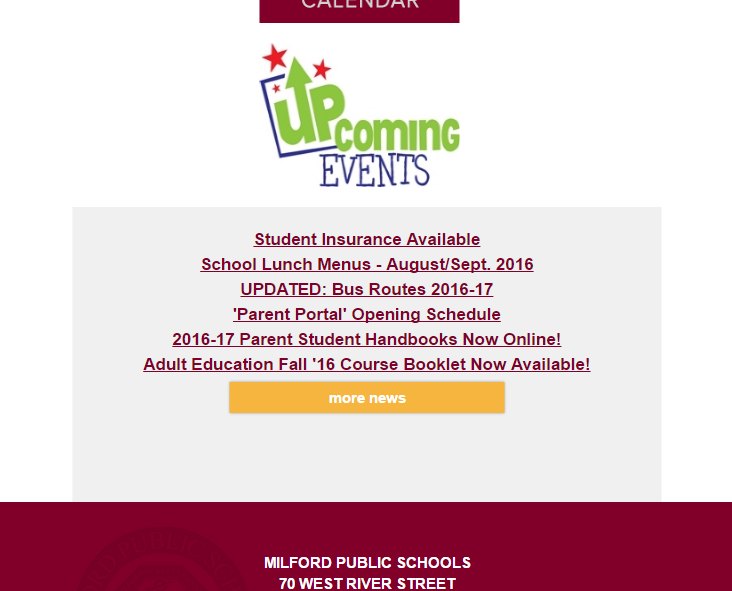 CALENDAR
UPcoming
EVENTS
Student Insurance Available
School Lunch Menus - August/Sept. 2016
UPDATED: Bus Routes 2016-17
'Parent Portal' Opening Schedule
2016-17 Parent Student Handbooks Now Online!
Adult Education Fall '16 Course Booklet Now Available!
more news
MILFORD PUBLIC SCHOOLS
70 WEST RIVER STREET